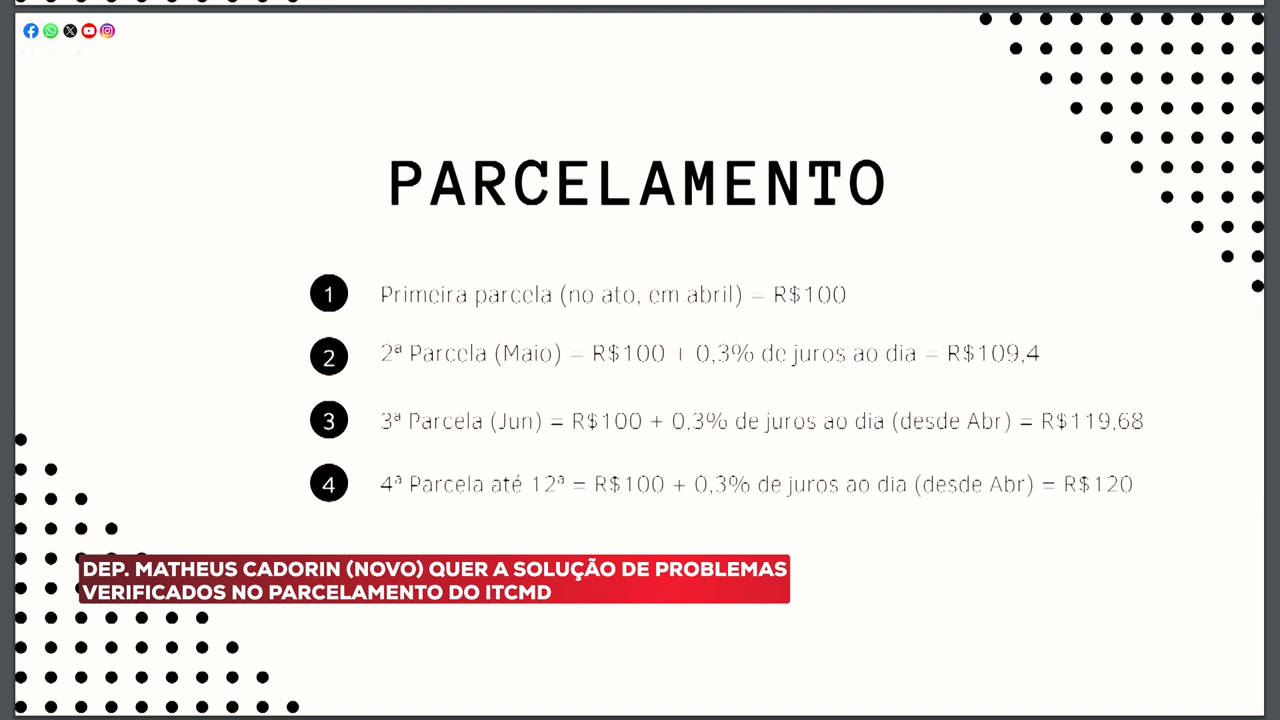 PARCELAMENTO
1 Primeira parcela (no ato, em abril) = R$100
2 2ª Parcela (Maio) = R$100 + 0,3% de juros ao dia = R$109,4
3 3ª Parcela (Jun) = R$100 + 0,3% de juros ao dia (desde Abr) = R$119,68
4 4ª Parcela até 12ª = R$100 + 0,3% de juros ao dia (desde Abr) = R$120
DEP. MATHEUS CADORIN (NOVO) QUER A SOLUÇÃO DE PROBLEMAS
VERIFICADOS NO PARCELAMENTO DO ITCMD